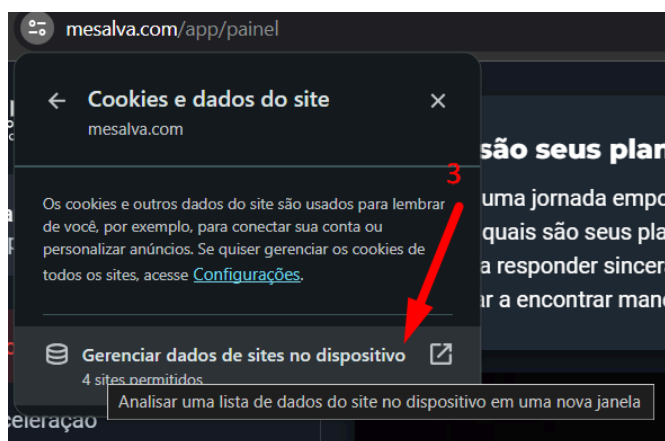 mesalva.com/app/painel
Cookies e dados do site
mesalva.com
são seus plan
3
Os cookies e outros dados do site são usados para lembrar
de você, por exemplo, para conectar sua conta ou
personalizar anúncios. Se quiser gerenciar os cookies de
todos os sites, acesse Configurações.
uma jornada empo
quais são seus pla
a responder sincera
ar a encontrar mane
Gerenciar dados de sites no dispositivo
4 sites permitidos
Analisar uma lista de dados do site no dispositivo em uma nova janela
celeração